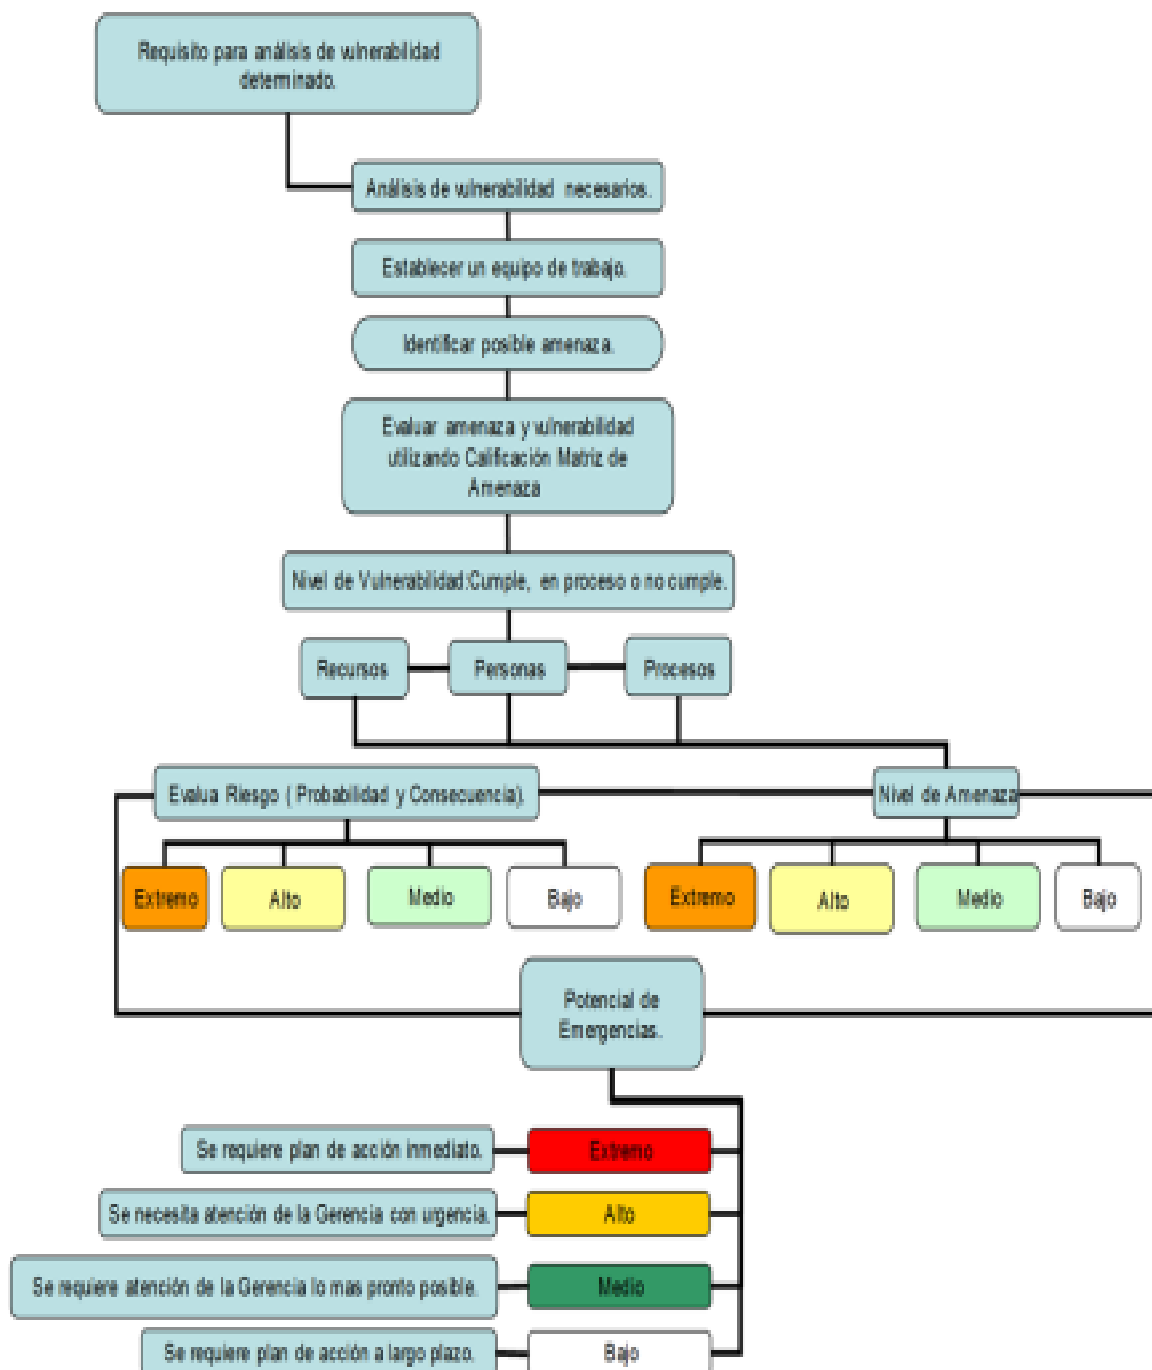 Requisito para análisis de vulnerabilidad
determinado.
Análisis de vulnerabilidad necesarios.
Establecer un equipo de trabajo.
Identificar posible amenaza.
Evaluar amenaza y vulnerabilidad
utilizando Calificación Matriz de
Amenaza
Nivel de Vulnerabilidad:Cumple, en proceso o no cumple.
Recursos
Personas
Procesos
Evalua Riesgo ( Probabilidad y Consecuencia).
Nivel de Amenaza
Extremo
Alto
Medio
Bajo
Extremo
Alto
Medio
Bajo
Potencial de
Emergencias.
Se requiere plan de acción inmediato.
Extremo
Se necesita atención de la Gerencia con urgencia.
Alto
Se requiere atención de la Gerencia lo mas pronto posible.
Medio
Se requiere plan de acción a largo plazo.
Bajo